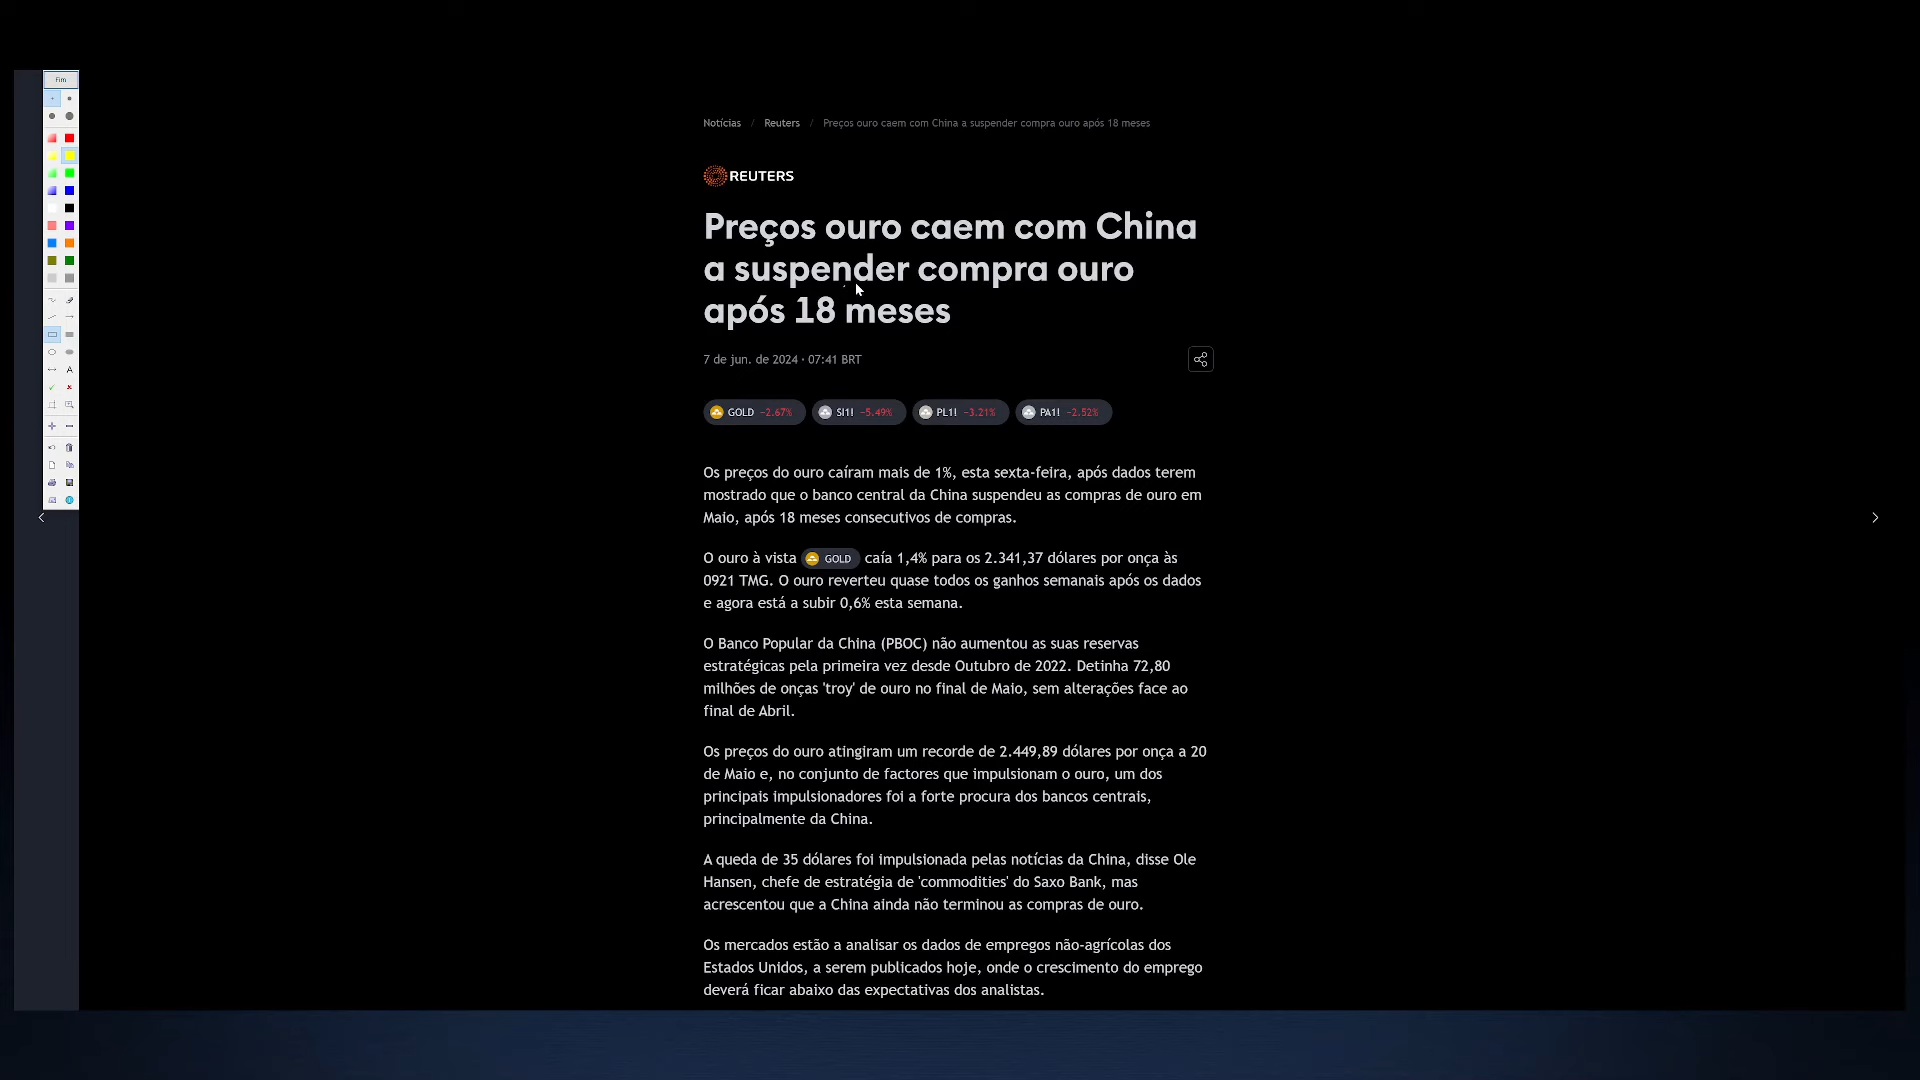 Fim
Notícias / Reuters / Preços ouro caem com China a suspender compra ouro após 18 meses
REUTERS
Preços ouro caem com China
a suspender compra ouro
após 18 meses
7 de jun. de 2024 · 07:41 BRT
GOLD −2.67% SI1! −5.49% PL1! −3.21% PA1! −2.52%
Os preços do ouro caíram mais de 1%, esta sexta-feira, após dados terem
mostrado que o banco central da China suspendeu as compras de ouro em
Maio, após 18 meses consecutivos de compras.
O ouro à vista GOLD caía 1,4% para os 2.341,37 dólares por onça às
0921 TMG. O ouro reverteu quase todos os ganhos semanais após os dados
e agora está a subir 0,6% esta semana.
O Banco Popular da China (PBOC) não aumentou as suas reservas
estratégicas pela primeira vez desde Outubro de 2022. Detinha 72,80
milhões de onças 'troy' de ouro no final de Maio, sem alterações face ao
final de Abril.
Os preços do ouro atingiram um recorde de 2.449,89 dólares por onça a 20
de Maio e, no conjunto de factores que impulsionam o ouro, um dos
principais impulsionadores foi a forte procura dos bancos centrais,
principalmente da China.
A queda de 35 dólares foi impulsionada pelas notícias da China, disse Ole
Hansen, chefe de estratégia de 'commodities' do Saxo Bank, mas
acrescentou que a China ainda não terminou as compras de ouro.
Os mercados estão a analisar os dados de empregos não-agrícolas dos
Estados Unidos, a serem publicados hoje, onde o crescimento do emprego
deverá ficar abaixo das expectativas dos analistas.